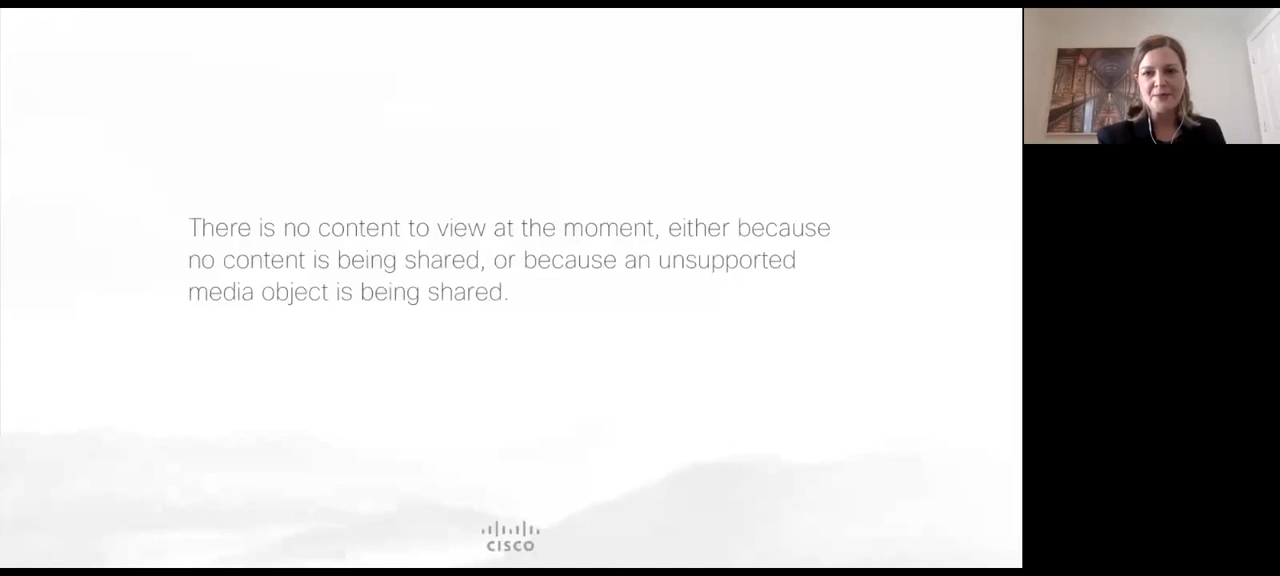 There is no content to view at the moment, either because
no content is being shared, or because an unsupported
media object is being shared.
CISCO